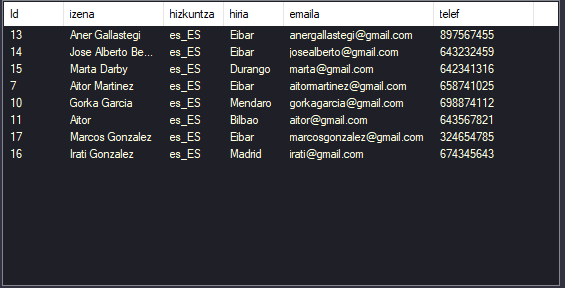 Id izena hizkuntza hiria emaila telef
13 Aner Gallastegi es_ES Eibar anergallastegi@gmail.com 897567455
14 Jose Alberto Be... es_ES Eibar josealberto@gmail.com 643232459
15 Marta Darby es_ES Durango marta@gmail.com 642341316
7 Aitor Martinez es_ES Eibar aitormartinez@gmail.com 658741025
10 Gorka Garcia es_ES Mendaro gorkagarcia@gmail.com 698874112
11 Aitor es_ES Bilbao aitor@gmail.com 643567821
17 Marcos Gonzalez es_ES Eibar marcosgonzalez@gmail.com 324654785
16 Irati Gonzalez es_ES Madrid irati@gmail.com 674345643